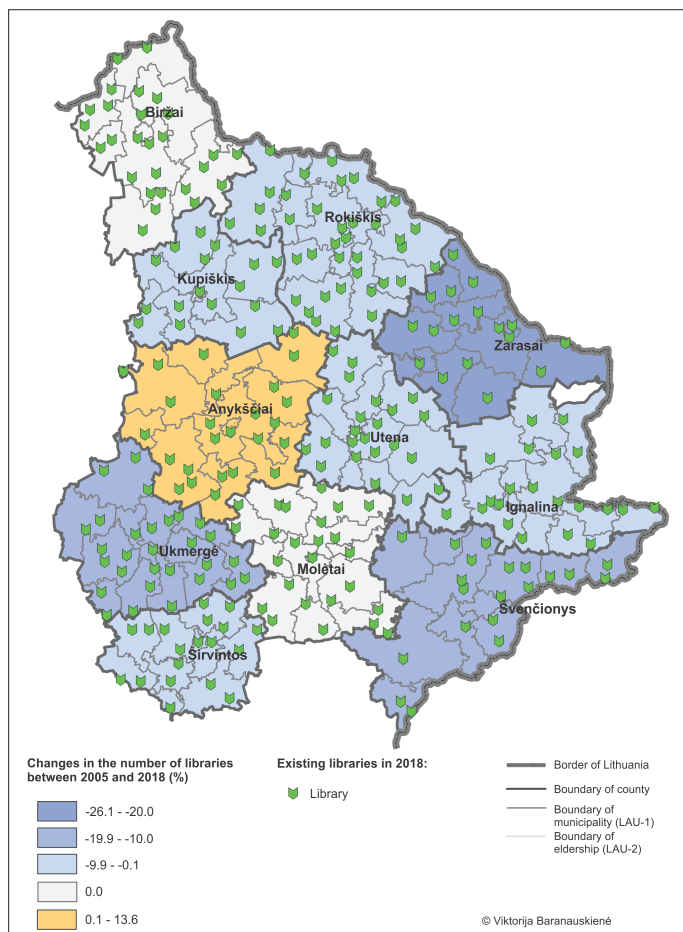 Biržai
Rokiškis
Kupiškis
Zarasai
Anykščiai
Utena
Ignalina
Ukmergė
Molėtai
Švenčionys
Širvintos
Changes in the number of libraries
between 2005 and 2018 (%)
-26.1 - -20.0
-19.9 - -10.0
-9.9 - -0.1
0.0
0.1 - 13.6
Existing libraries in 2018:
Library
Border of Lithuania
Boundary of county
Boundary of
municipality (LAU-1)
Boundary of
eldership (LAU-2)
© Viktorija Baranauskienė